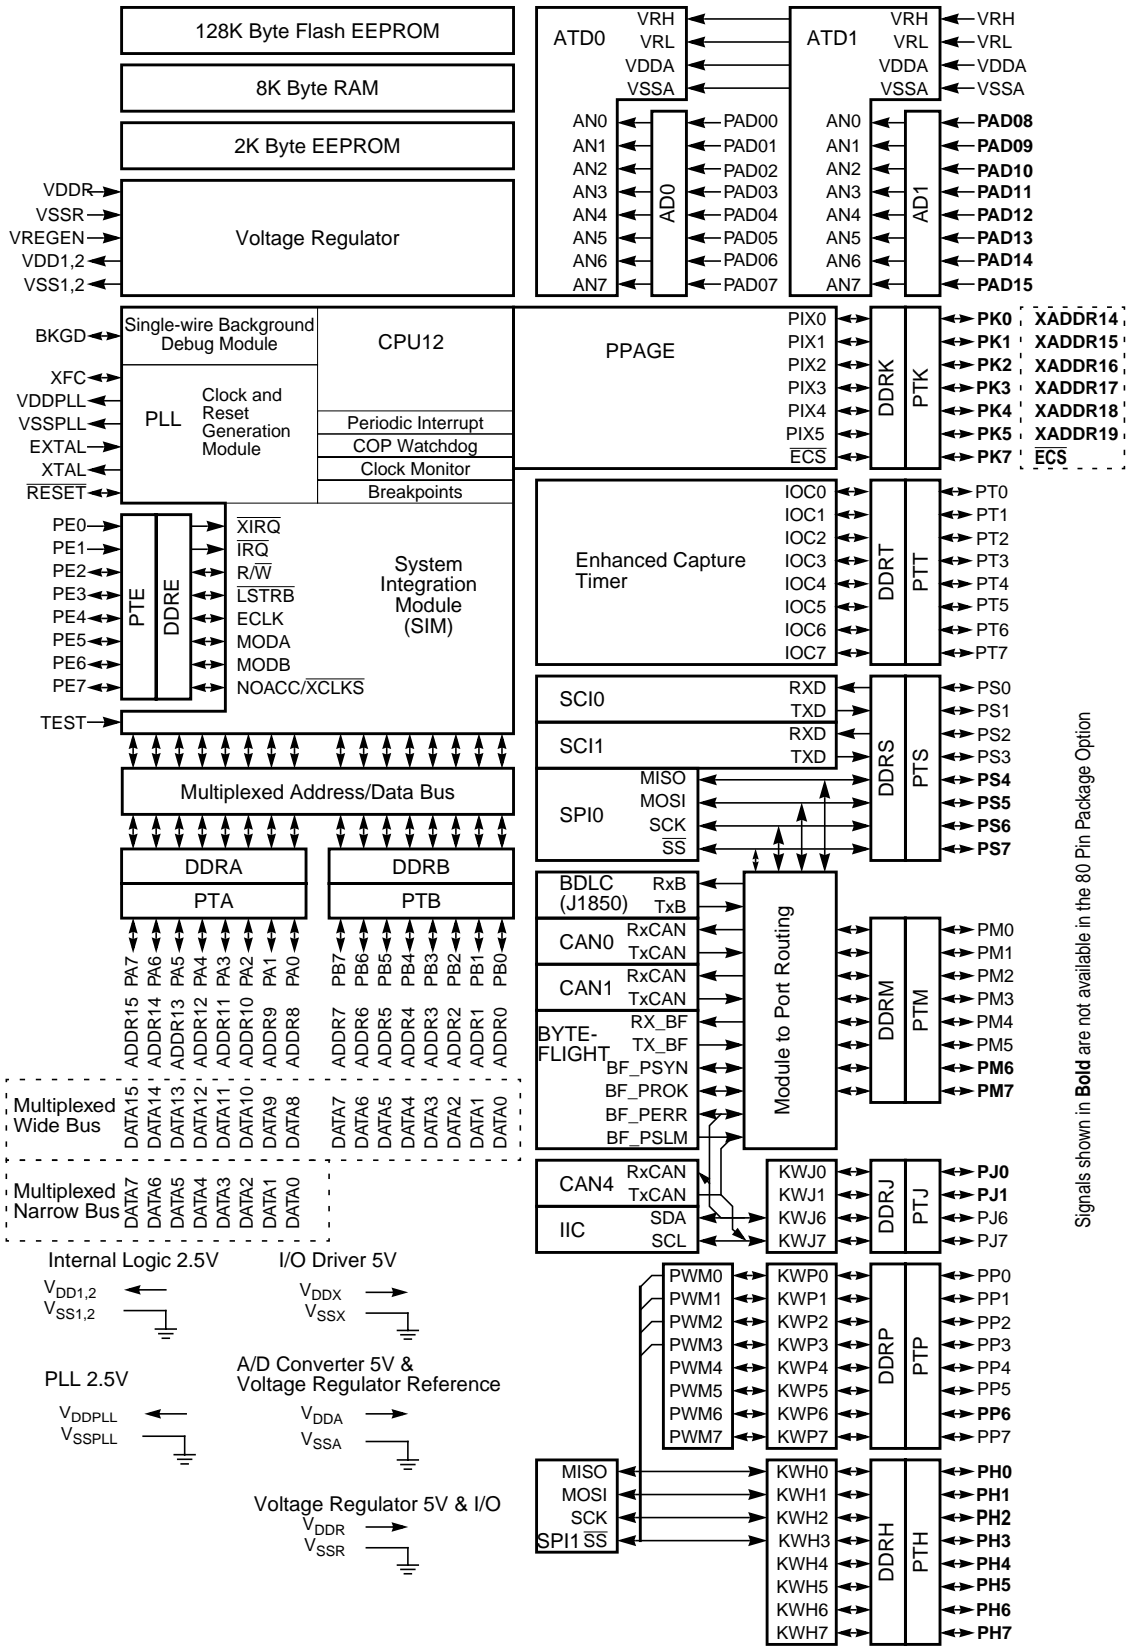 128K Byte Flash EEPROM
8K Byte RAM
2K Byte EEPROM
VDDR
VSSR
VREGEN
VDD1,2
VSS1,2
Voltage Regulator
ATD0
VRH
VRL
VDDA
VSSA
AN0
AN1
AN2
AN3
AN4
AN5
AN6
AN7
AD0
PAD00
PAD01
PAD02
PAD03
PAD04
PAD05
PAD06
PAD07
ATD1
VRH
VRL
VDDA
VSSA
VRH
VRL
VDDA
VSSA
AN0
AN1
AN2
AN3
AN4
AN5
AN6
AN7
AD1
PAD08
PAD09
PAD10
PAD11
PAD12
PAD13
PAD14
PAD15
BKGD
XFC
VDDPLL
VSSPLL
EXTAL
XTAL
RESET
Single-wire Background
Debug Module
CPU12
PLL
Clock and
Reset
Generation
Module
Periodic Interrupt
COP Watchdog
Clock Monitor
Breakpoints
PPAGE
PIX0
PIX1
PIX2
PIX3
PIX4
PIX5
ECS
DDRK
PTK
PK0 XADDR14
PK1 XADDR15
PK2 XADDR16
PK3 XADDR17
PK4 XADDR18
PK5 XADDR19
PK7 ECS
PE0
PE1
PE2
PE3
PE4
PE5
PE6
PE7
TEST
PTE
DDRE
XIRQ
IRQ
R/W
LSTRB
ECLK
MODA
MODB
NOACC/XCLKS
System
Integration
Module
(SIM)
Enhanced Capture
Timer
IOC0
IOC1
IOC2
IOC3
IOC4
IOC5
IOC6
IOC7
DDRT
PTT
PT0
PT1
PT2
PT3
PT4
PT5
PT6
PT7
SCI0
RXD
TXD
SCI1
RXD
TXD
SPI0
MISO
MOSI
SCK
SS
DDRS
PTS
PS0
PS1
PS2
PS3
PS4
PS5
PS6
PS7
Multiplexed Address/Data Bus
DDRA
PTA
DDRB
PTB
PA7
PA6
PA5
PA4
PA3
PA2
PA1
PA0
PB7
PB6
PB5
PB4
PB3
PB2
PB1
PB0
ADDR15
ADDR14
ADDR13
ADDR12
ADDR11
ADDR10
ADDR9
ADDR8
ADDR7
ADDR6
ADDR5
ADDR4
ADDR3
ADDR2
ADDR1
ADDR0
Multiplexed
Wide Bus
DATA15
DATA14
DATA13
DATA12
DATA11
DATA10
DATA9
DATA8
DATA7
DATA6
DATA5
DATA4
DATA3
DATA2
DATA1
DATA0
Multiplexed
Narrow Bus
DATA7
DATA6
DATA5
DATA4
DATA3
DATA2
DATA1
DATA0
BDLC
(J1850)
RxB
TxB
CAN0
RxCAN
TxCAN
CAN1
RxCAN
TxCAN
BYTE-
FLIGHT
RX_BF
TX_BF
BF_PSYN
BF_PROK
BF_PERR
BF_PSLM
Module to Port Routing
DDRM
PTM
PM0
PM1
PM2
PM3
PM4
PM5
PM6
PM7
CAN4
RxCAN
TxCAN
IIC
SDA
SCL
KWJ0
KWJ1
KWJ6
KWJ7
DDRJ
PTJ
PJ0
PJ1
PJ6
PJ7
PWM0
PWM1
PWM2
PWM3
PWM4
PWM5
PWM6
PWM7
KWP0
KWP1
KWP2
KWP3
KWP4
KWP5
KWP6
KWP7
DDRP
PTP
PP0
PP1
PP2
PP3
PP4
PP5
PP6
PP7
SPI1
MISO
MOSI
SCK
SS
KWH0
KWH1
KWH2
KWH3
KWH4
KWH5
KWH6
KWH7
DDRH
PTH
PH0
PH1
PH2
PH3
PH4
PH5
PH6
PH7
Internal Logic 2.5V
VDD1,2
VSS1,2
I/O Driver 5V
VDDX
VSSX
PLL 2.5V
VDDPLL
VSSPLL
A/D Converter 5V &
Voltage Regulator Reference
VDDA
VSSA
Voltage Regulator 5V & I/O
VDDR
VSSR
Signals shown in Bold are not available in the 80 Pin Package Option